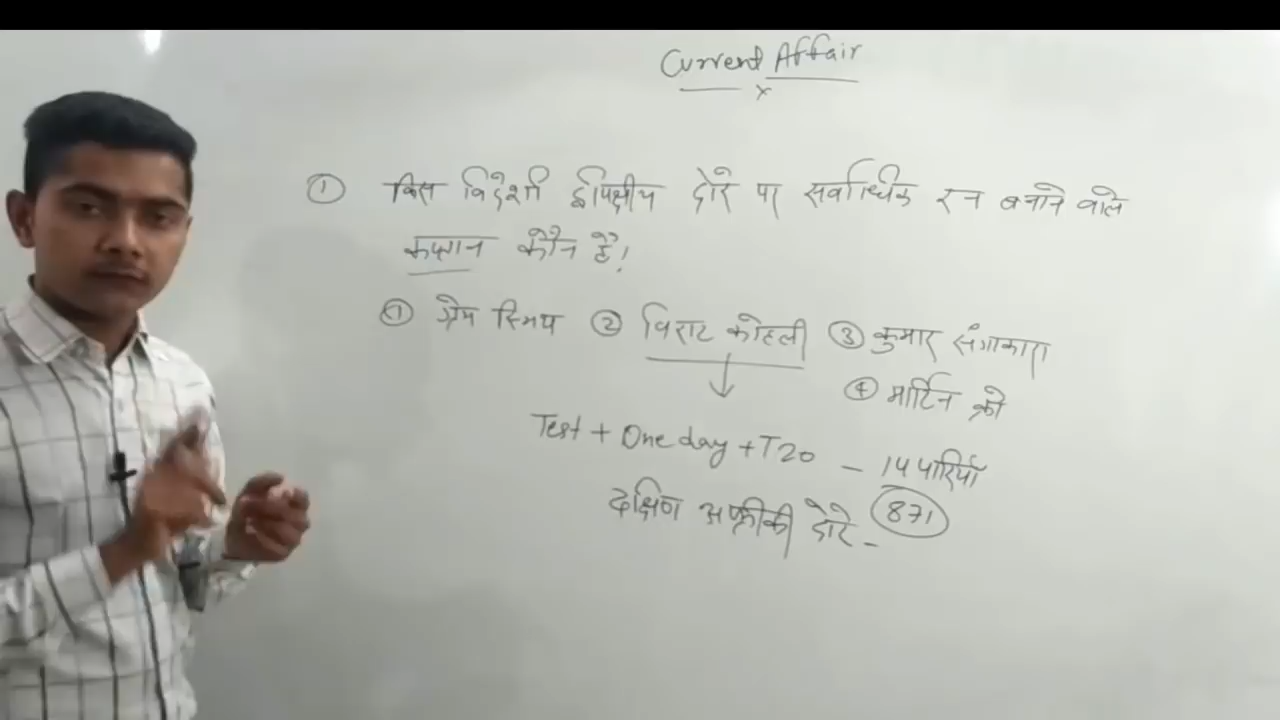 Current Affair
① किस विदेशी द्विपक्षीय दौरे पर सर्वाधिक रन बनाने वाले
कप्तान कौन है!
① ग्रेम स्मिथ ② विराट कोहली ③ कुमार संगाकारा
④ मार्टिन क्रो
Test + One day + T20 - 14 पारियाँ
दक्षिण अफ्रीकी दौरे - 871